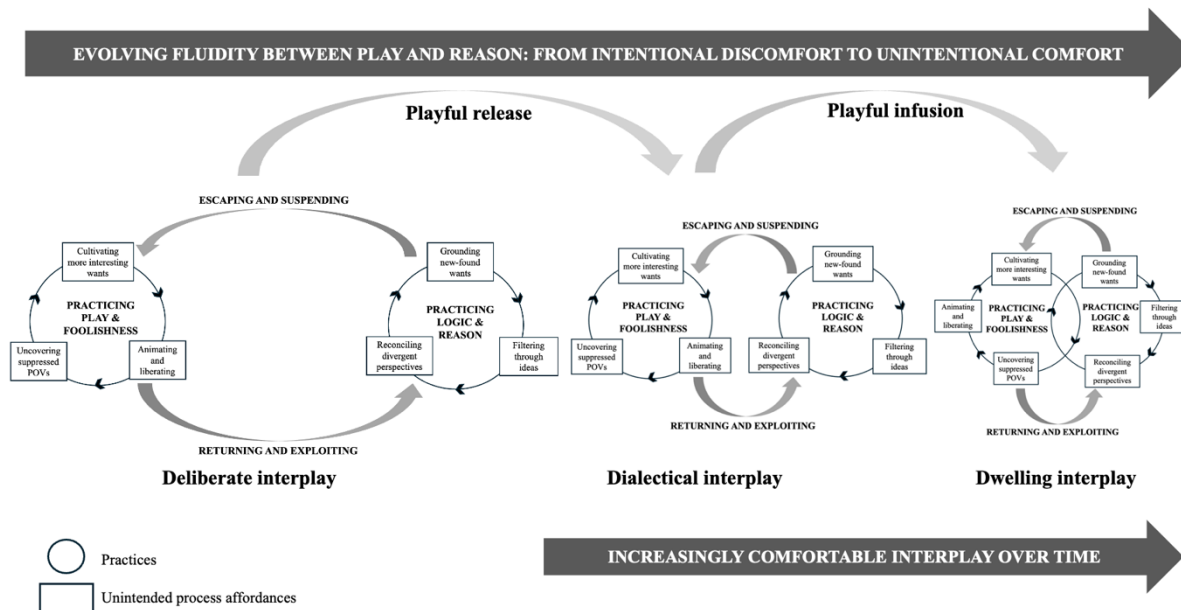 EVOLVING FLUIDITY BETWEEN PLAY AND REASON: FROM INTENTIONAL DISCOMFORT TO UNINTENTIONAL COMFORT
Playful release
Playful infusion
ESCAPING AND SUSPENDING
Cultivating
more interesting
wants
PRACTICING
PLAY &
FOOLISHNESS
Uncovering
suppressed
POVs
Animating
and
liberating
Grounding
new-found
wants
PRACTICING
LOGIC &
REASON
Reconciling
divergent
perspectives
Filtering
through
ideas
RETURNING AND EXPLOITING
Deliberate interplay
ESCAPING AND SUSPENDING
Cultivating
more interesting
wants
PRACTICING
PLAY &
FOOLISHNESS
Uncovering
suppressed
POVs
Animating
and
liberating
Grounding
new-found
wants
PRACTICING
LOGIC &
REASON
Reconciling
divergent
perspectives
Filtering
through
ideas
RETURNING AND EXPLOITING
Dialectical interplay
ESCAPING AND SUSPENDING
Cultivating
more interesting
wants
PRACTICING
PLAY &
FOOLISHNESS
Animating
and
liberating
Uncovering
suppressed
POVs
Grounding
new-found
wants
PRACTICING
LOGIC &
REASON
Filtering
through
ideas
Reconciling
divergent
perspectives
RETURNING AND EXPLOITING
Dwelling interplay
INCREASINGLY COMFORTABLE INTERPLAY OVER TIME
Practices
Unintended process affordances